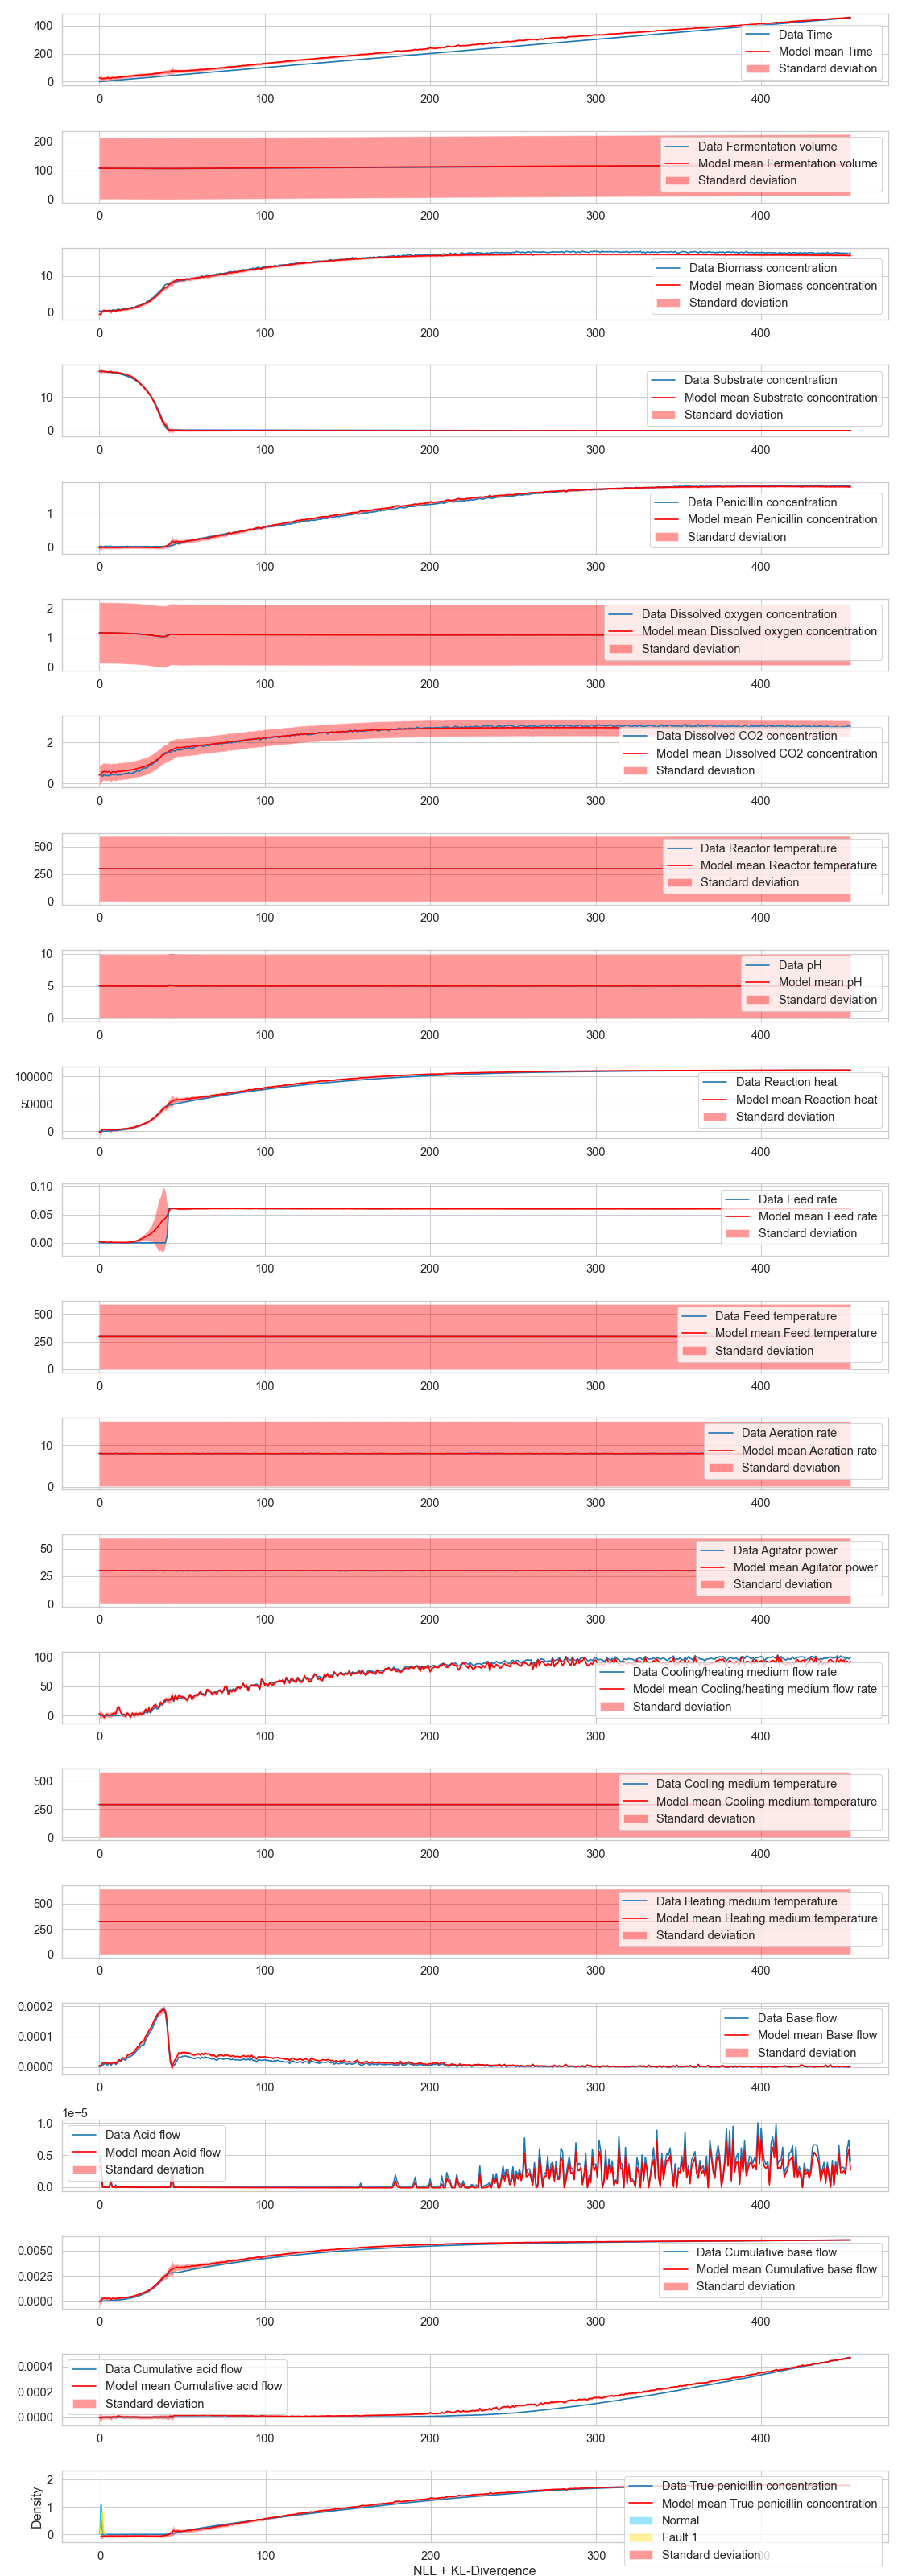 400
200
0
Data Time
Model mean Time
Standard deviation
0 100 200 300 400
200
100
0
Data Fermentation volume
Model mean Fermentation volume
Standard deviation
0 100 200 300 400
10
0
Data Biomass concentration
Model mean Biomass concentration
Standard deviation
0 100 200 300 400
10
0
Data Substrate concentration
Model mean Substrate concentration
Standard deviation
0 100 200 300 400
1
0
Data Penicillin concentration
Model mean Penicillin concentration
Standard deviation
0 100 200 300 400
2
1
0
Data Dissolved oxygen concentration
Model mean Dissolved oxygen concentration
Standard deviation
0 100 200 300 400
2
0
Data Dissolved CO2 concentration
Model mean Dissolved CO2 concentration
Standard deviation
0 100 200 300 400
500
250
0
Data Reactor temperature
Model mean Reactor temperature
Standard deviation
0 100 200 300 400
10
5
0
Data pH
Model mean pH
Standard deviation
0 100 200 300 400
100000
50000
0
Data Reaction heat
Model mean Reaction heat
Standard deviation
0 100 200 300 400
0.10
0.05
0.00
Data Feed rate
Model mean Feed rate
Standard deviation
0 100 200 300 400
500
250
0
Data Feed temperature
Model mean Feed temperature
Standard deviation
0 100 200 300 400
10
0
Data Aeration rate
Model mean Aeration rate
Standard deviation
0 100 200 300 400
50
25
0
Data Agitator power
Model mean Agitator power
Standard deviation
0 100 200 300 400
100
50
0
Data Cooling/heating medium flow rate
Model mean Cooling/heating medium flow rate
Standard deviation
0 100 200 300 400
500
250
0
Data Cooling medium temperature
Model mean Cooling medium temperature
Standard deviation
0 100 200 300 400
500
250
0
Data Heating medium temperature
Model mean Heating medium temperature
Standard deviation
0 100 200 300 400
0.0002
0.0001
0.0000
Data Base flow
Model mean Base flow
Standard deviation
0 100 200 300 400
1e−5
1.0
0.5
0.0
Data Acid flow
Model mean Acid flow
Standard deviation
0 100 200 300 400
0.0050
0.0025
0.0000
Data Cumulative base flow
Model mean Cumulative base flow
Standard deviation
0 100 200 300 400
0.0004
0.0002
0.0000
Data Cumulative acid flow
Model mean Cumulative acid flow
Standard deviation
0 100 200 300 400
Density
2
1
0
Data True penicillin concentration
Model mean True penicillin concentration
Normal
Fault 1
Standard deviation
0 100 200 300 400
NLL + KL-Divergence